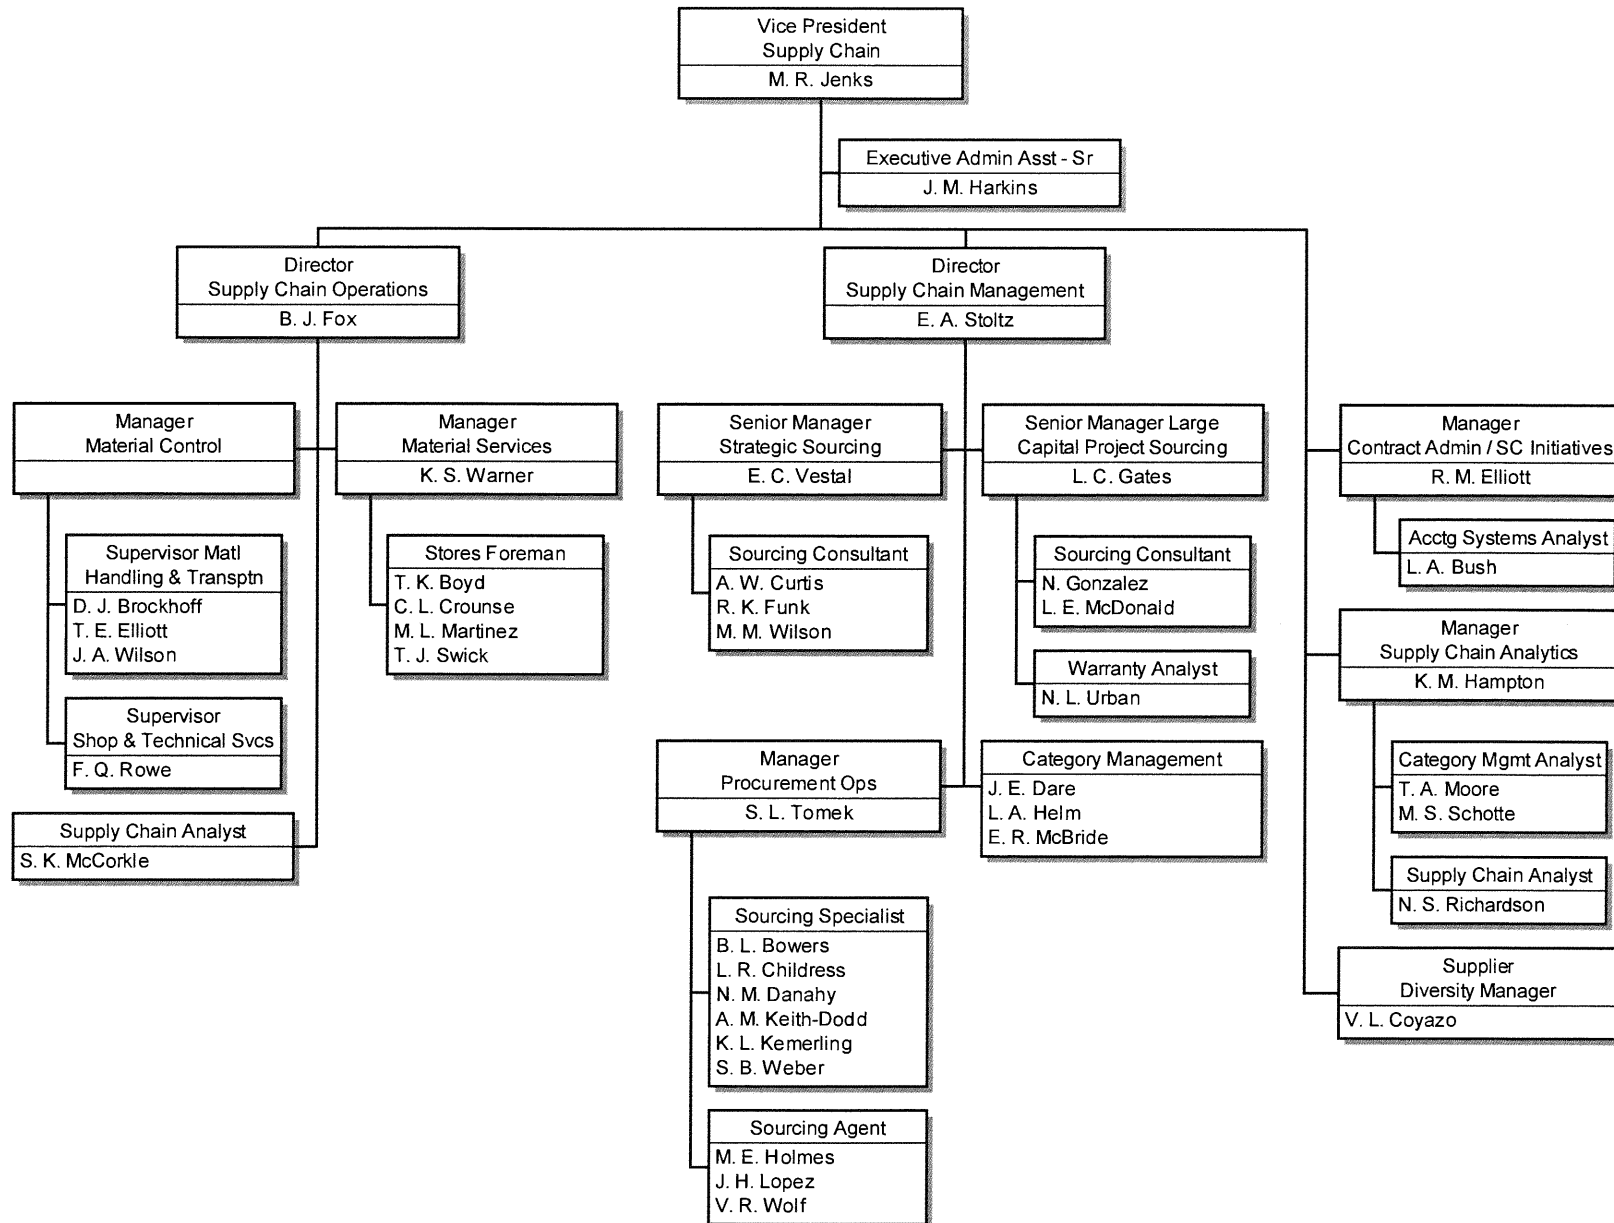 Vice President
Supply Chain
M. R. Jenks
Executive Admin Asst - Sr
J. M. Harkins
Director
Supply Chain Operations
B. J. Fox
Director
Supply Chain Management
E. A. Stoltz
Manager
Material Control
Manager
Material Services
K. S. Warner
Supervisor Matl
Handling & Transptn
D. J. Brockhoff
T. E. Elliott
J. A. Wilson
Stores Foreman
T. K. Boyd
C. L. Crounse
M. L. Martinez
T. J. Swick
Supervisor
Shop & Technical Svcs
F. Q. Rowe
Supply Chain Analyst
S. K. McCorkle
Senior Manager
Strategic Sourcing
E. C. Vestal
Senior Manager Large
Capital Project Sourcing
L. C. Gates
Sourcing Consultant
A. W. Curtis
R. K. Funk
M. M. Wilson
Sourcing Consultant
N. Gonzalez
L. E. McDonald
Warranty Analyst
N. L. Urban
Manager
Procurement Ops
S. L. Tomek
Category Management
J. E. Dare
L. A. Helm
E. R. McBride
Sourcing Specialist
B. L. Bowers
L. R. Childress
N. M. Danahy
A. M. Keith-Dodd
K. L. Kemerling
S. B. Weber
Sourcing Agent
M. E. Holmes
J. H. Lopez
V. R. Wolf
Manager
Contract Admin / SC Initiatives
R. M. Elliott
Acctg Systems Analyst
L. A. Bush
Manager
Supply Chain Analytics
K. M. Hampton
Category Mgmt Analyst
T. A. Moore
M. S. Schotte
Supply Chain Analyst
N. S. Richardson
Supplier
Diversity Manager
V. L. Coyazo